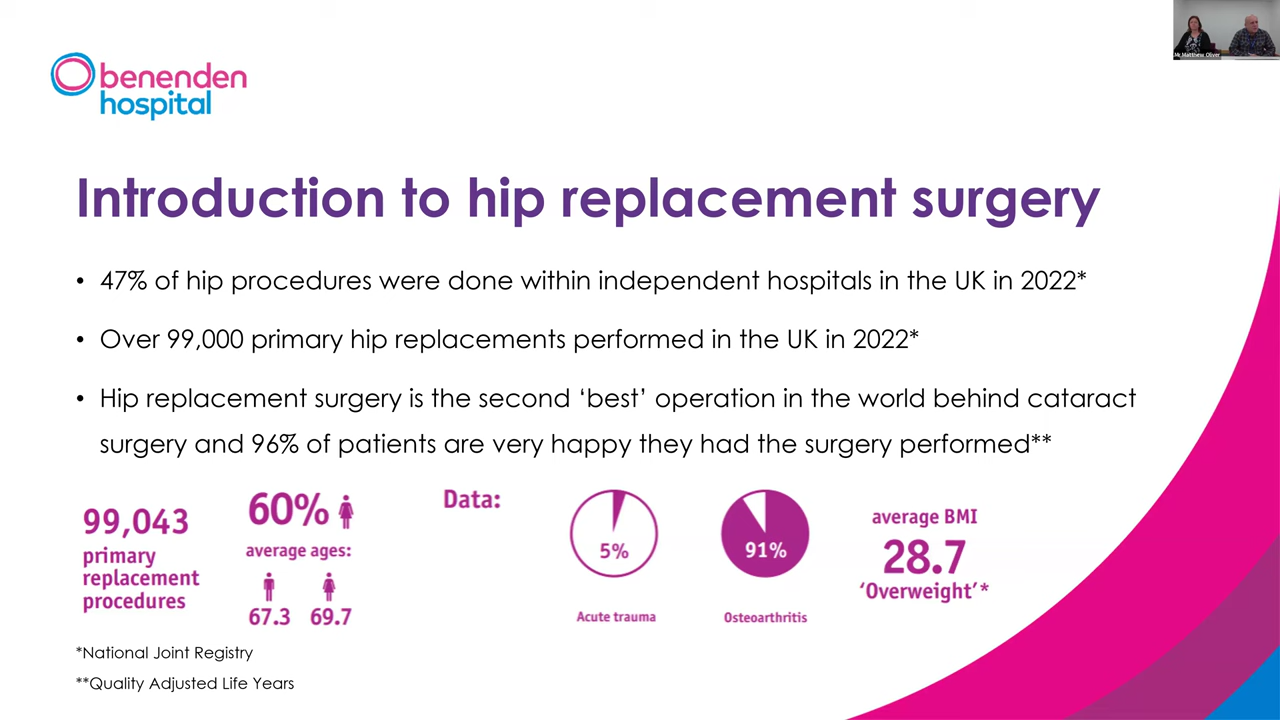 Mr Matthew Oliver
benenden
hospital
Introduction to hip replacement surgery
• 47% of hip procedures were done within independent hospitals in the UK in 2022*
• Over 99,000 primary hip replacements performed in the UK in 2022*
• Hip replacement surgery is the second ‘best’ operation in the world behind cataract
surgery and 96% of patients are very happy they had the surgery performed**
99,043
primary
replacement
procedures
60%
average ages:
67.3 69.7
Data:
5%
Acute trauma
91%
Osteoarthritis
average BMI
28.7
‘Overweight’*
*National Joint Registry
**Quality Adjusted Life Years